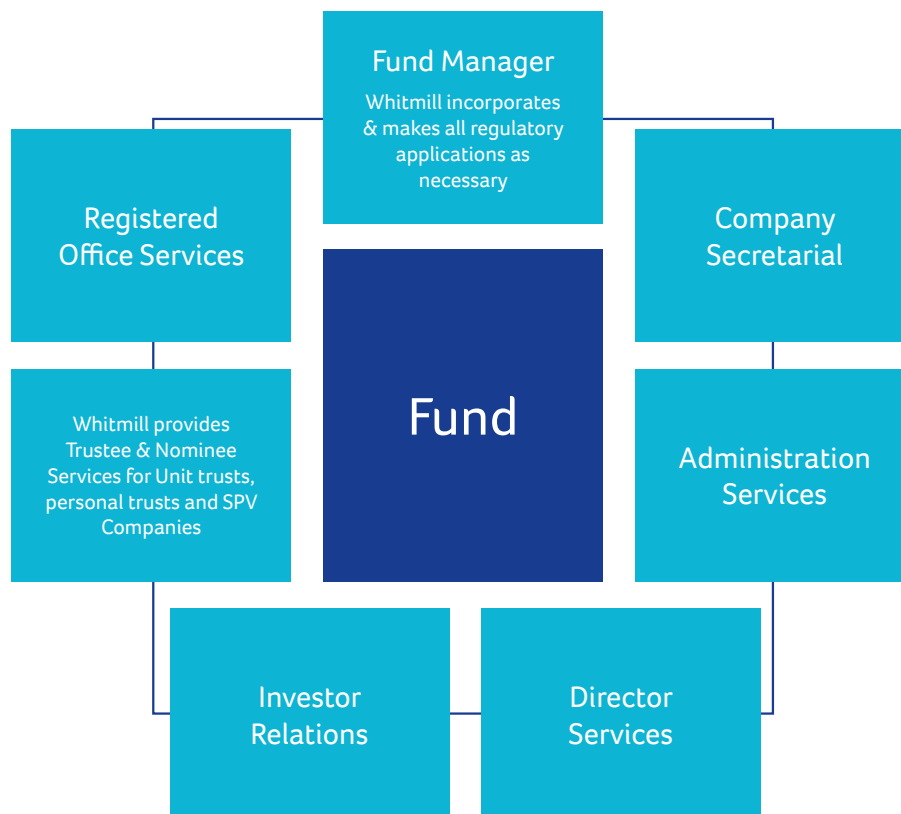 Fund Manager
Whitmill incorporates
& makes all regulatory
applications as
necessary
Registered
Office Services
Company
Secretarial
Fund
Whitmill provides
Trustee & Nominee
Services for Unit trusts,
personal trusts and SPV
Companies
Administration
Services
Investor
Relations
Director
Services